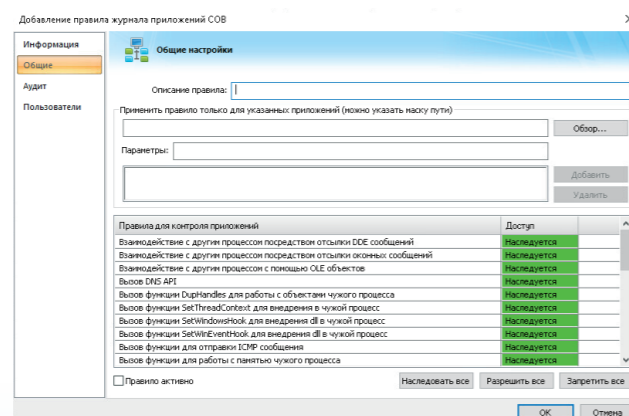 Добавление правила журнала приложений СОВ
Информация
Общие
Аудит
Пользователи
Общие настройки
Описание правила:
Применить правило только для указанных приложений (можно указать маску пути)
Обзор...
Параметры:
Добавить
Удалить
Правила для контроля приложений Доступ
Взаимодействие с другим процессом посредством отсылки DDE сообщений Наследуется
Взаимодействие с другим процессом посредством отсылки оконных сообщений Наследуется
Взаимодействие с другим процессом с помощью OLE объектов Наследуется
Вызов DNS API Наследуется
Вызов функции DupHandles для работы с объектами чужого процесса Наследуется
Вызов функции SetThreadContext для внедрения в чужой процесс Наследуется
Вызов функции SetWindowsHook для внедрения dll в чужой процесс Наследуется
Вызов функции SetWinEventHook для внедрения dll в чужой процесс Наследуется
Вызов функции для отправки ICMP сообщения Наследуется
Вызов функции для работы с памятью чужого процесса Наследуется
Правило активно
Наследовать все
Разрешить все
Запретить все
OK
Отмена